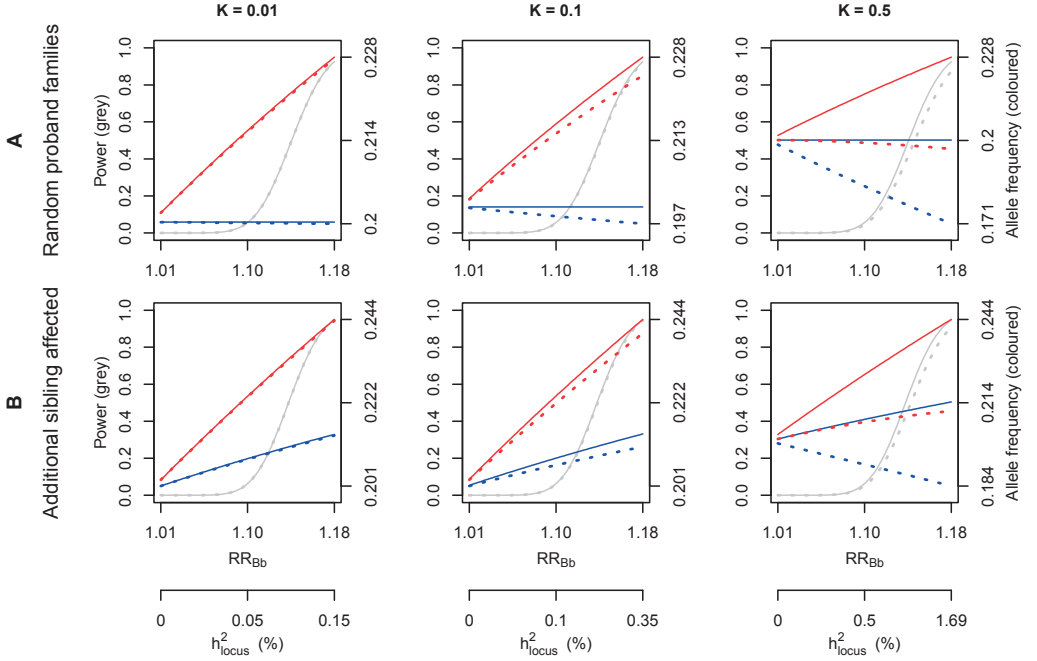 K = 0.01 K = 0.1 K = 0.5
A
Random proband families
Power (grey)
0.0 0.2 0.4 0.6 0.8 1.0
0.2 0.214 0.228
1.01 1.10 1.18
0.0 0.2 0.4 0.6 0.8 1.0
0.197 0.213 0.228
1.01 1.10 1.18
0.0 0.2 0.4 0.6 0.8 1.0
0.171 0.2 0.228
Allele frequency (coloured)
1.01 1.10 1.18
B
Additional sibling affected
Power (grey)
0.0 0.2 0.4 0.6 0.8 1.0
0.201 0.222 0.244
1.01 1.10 1.18
RR_Bb
0.0 0.2 0.4 0.6 0.8 1.0
0.201 0.222 0.244
1.01 1.10 1.18
RR_Bb
0.0 0.2 0.4 0.6 0.8 1.0
0.184 0.214 0.244
Allele frequency (coloured)
1.01 1.10 1.18
RR_Bb
0 0.05 0.15
h²_locus (%)
0 0.1 0.35
h²_locus (%)
0 0.5 1.69
h²_locus (%)